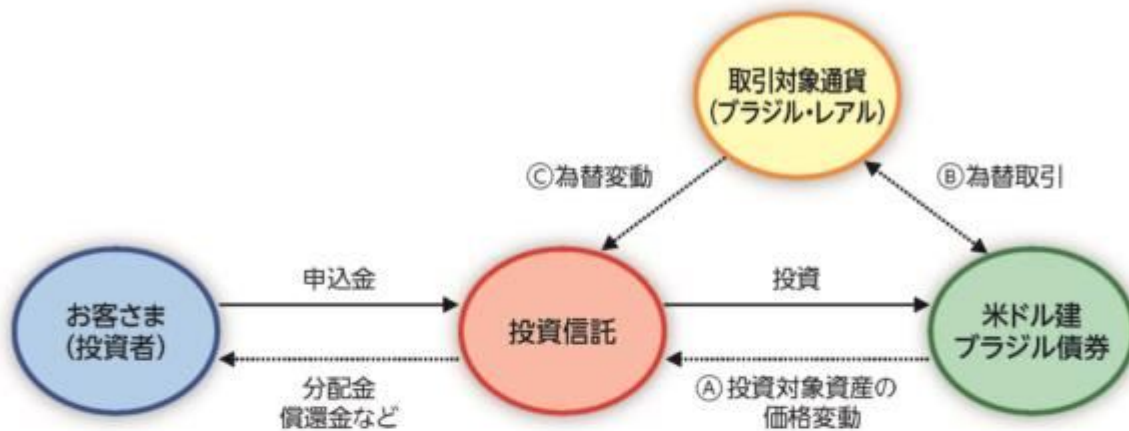 取引対象通貨
(ブラジル・レアル)
Ⓒ為替変動
Ⓑ為替取引
申込金
投資
お客さま
(投資者)
投資信託
米ドル建
ブラジル債券
分配金
償還金など
Ⓐ投資対象資産の
価格変動